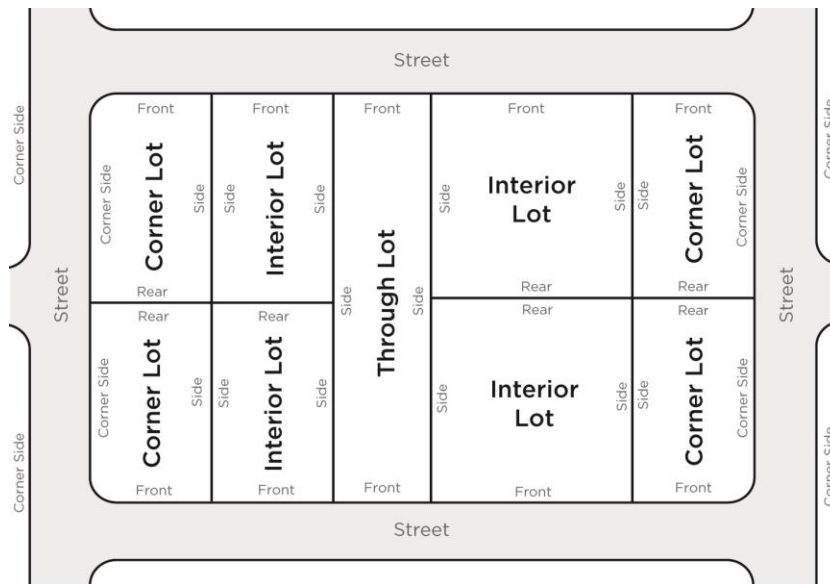 Street
Corner Side
Front
Front
Front
Front
Front
Corner Side
Corner Side
Corner Lot
Side
Side
Interior Lot
Side
Side
Interior
Lot
Side
Side
Corner Lot
Corner Side
Street
Rear
Side
Through Lot
Side
Rear
Rear
Street
Rear
Rear
Rear
Rear
Corner Side
Corner Lot
Side
Side
Interior Lot
Side
Side
Interior
Lot
Side
Side
Corner Lot
Corner Side
Corner Side
Corner Side
Front
Front
Front
Front
Front
Street